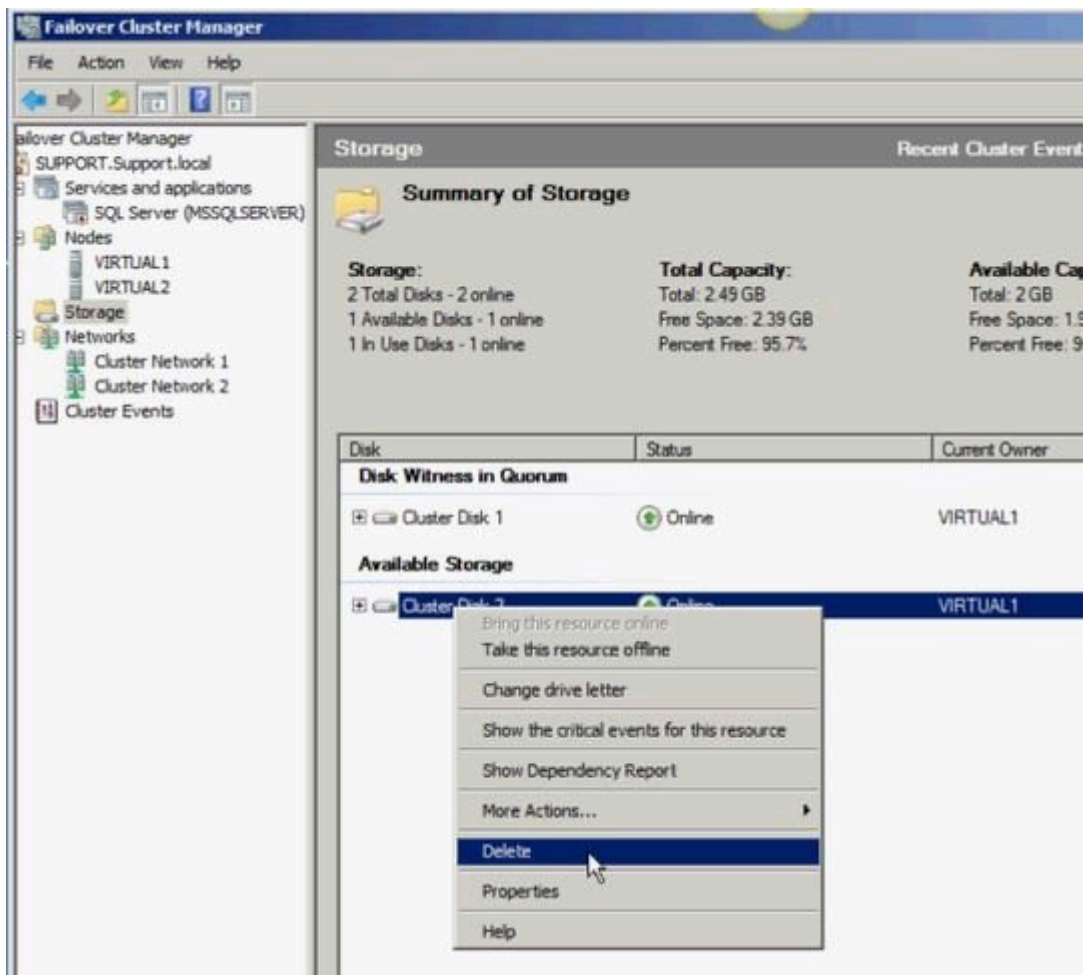 Failover Cluster Manager
File Action View Help
ailover Cluster Manager
SUPPORT.Support.local
Services and applications
SQL Server (MSSQLSERVER)
Nodes
VIRTUAL1
VIRTUAL2
Storage
Networks
Cluster Network 1
Cluster Network 2
Cluster Events
Storage Recent Cluster Event
Summary of Storage
Storage: Total Capacity: Available Cap
2 Total Disks - 2 online Total: 2.49 GB Total: 2 GB
1 Available Disks - 1 online Free Space: 2.39 GB Free Space: 1.9
1 In Use Disks - 1 online Percent Free: 95.7% Percent Free: 9
Disk Status Current Owner
Disk Witness in Quorum
Cluster Disk 1 Online VIRTUAL1
Available Storage
Cluster Disk 2 Online VIRTUAL1
Bring this resource online
Take this resource offline
Change drive letter
Show the critical events for this resource
Show Dependency Report
More Actions...
Delete
Properties
Help